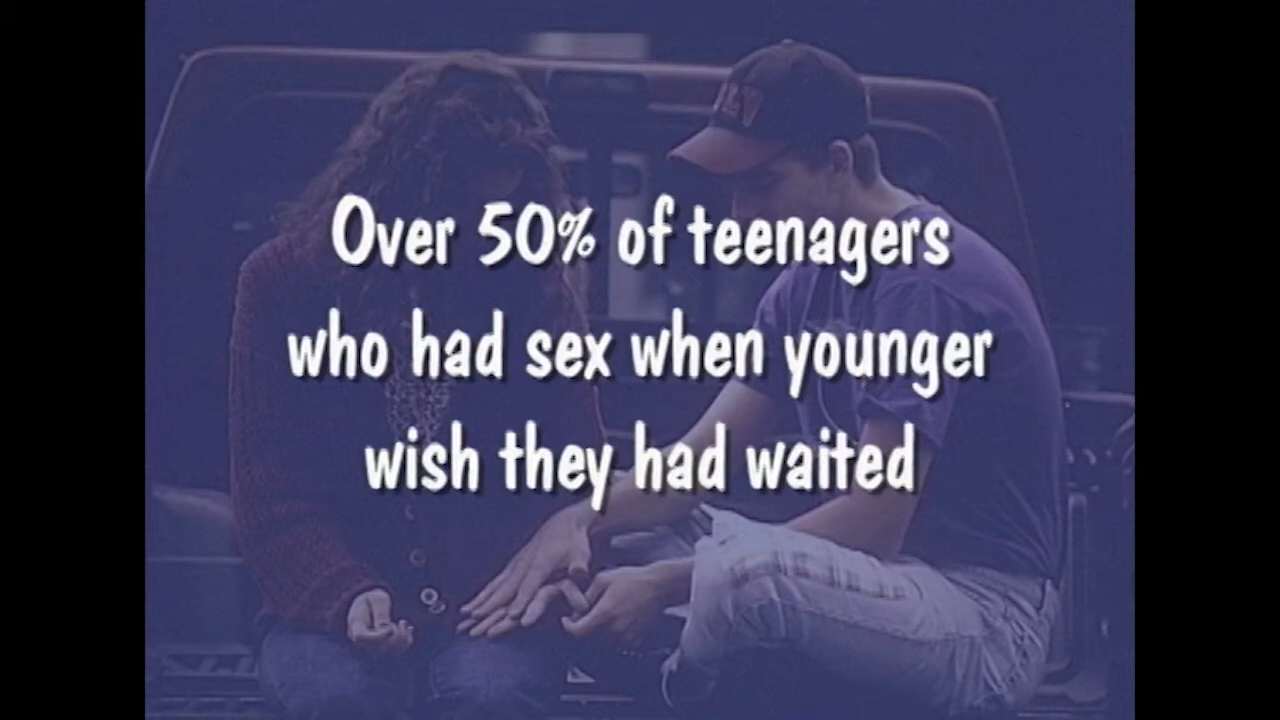 Over 50% of teenagers
who had sex when younger
wish they had waited